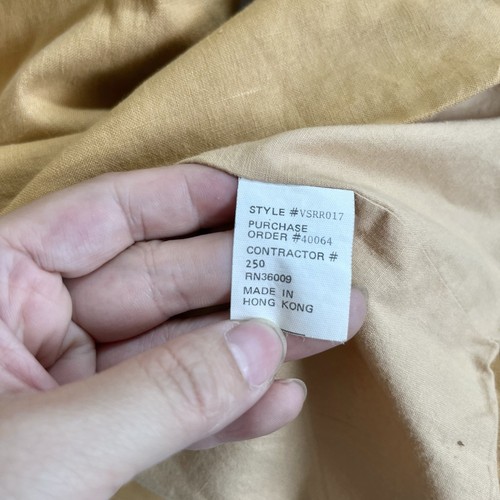 STYLE #VSRR017
PURCHASE
ORDER #40064
CONTRACTOR #
250
RN36009
MADE IN
HONG KONG